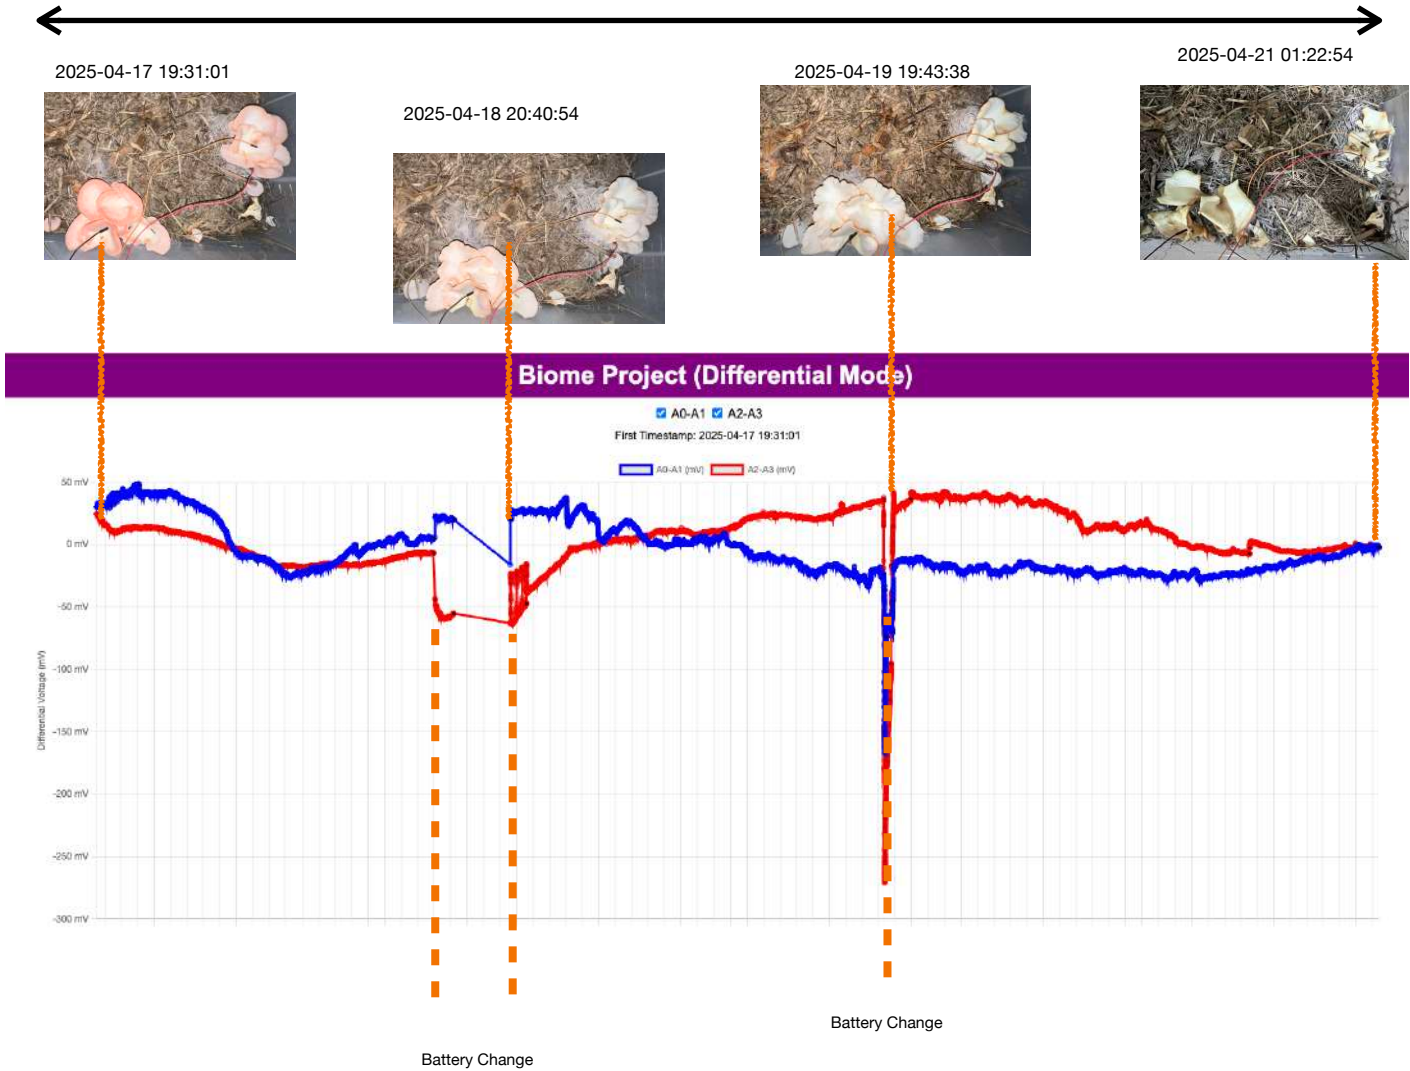 2025-04-17 19:31:01
2025-04-18 20:40:54
2025-04-19 19:43:38
2025-04-21 01:22:54
Biome Project (Differential Mode)
A0-A1 A2-A3
First Timestamp: 2025-04-17 19:31:01
A0-A1 (mV) A2-A3 (mV)
50 mV
0 mV
-50 mV
-100 mV
-150 mV
-200 mV
-250 mV
-300 mV
Differential Voltage (mV)
Battery Change
Battery Change